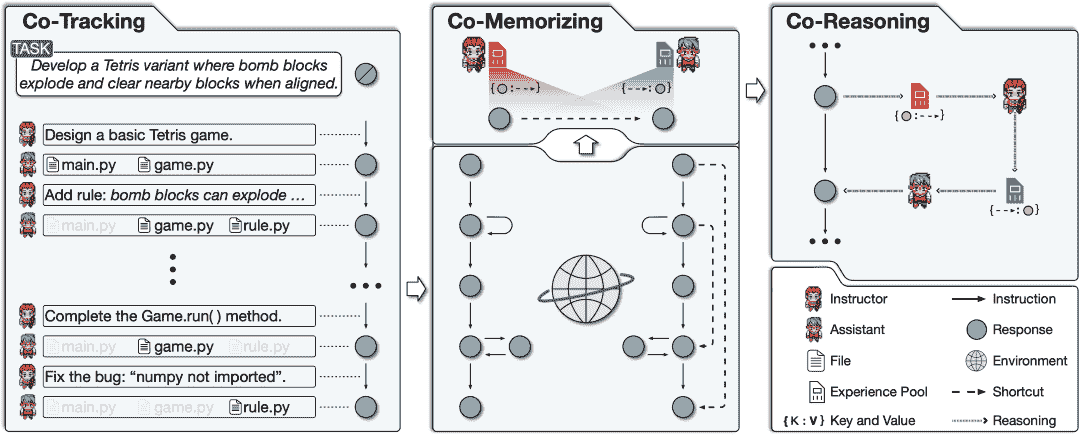 Co-Tracking
TASK
Develop a Tetris variant where bomb blocks
explode and clear nearby blocks when aligned.
Design a basic Tetris game.
main.py game.py
Add rule: bomb blocks can explode …
main.py game.py rule.py
Complete the Game.run( ) method.
main.py game.py rule.py
Fix the bug: “numpy not imported”.
main.py game.py rule.py
Co-Memorizing
{ : }
{ : }
Co-Reasoning
{ : }
{ : }
Instructor
Instruction
Assistant
Response
File
Environment
Experience Pool
Shortcut
{ K : V } Key and Value
Reasoning